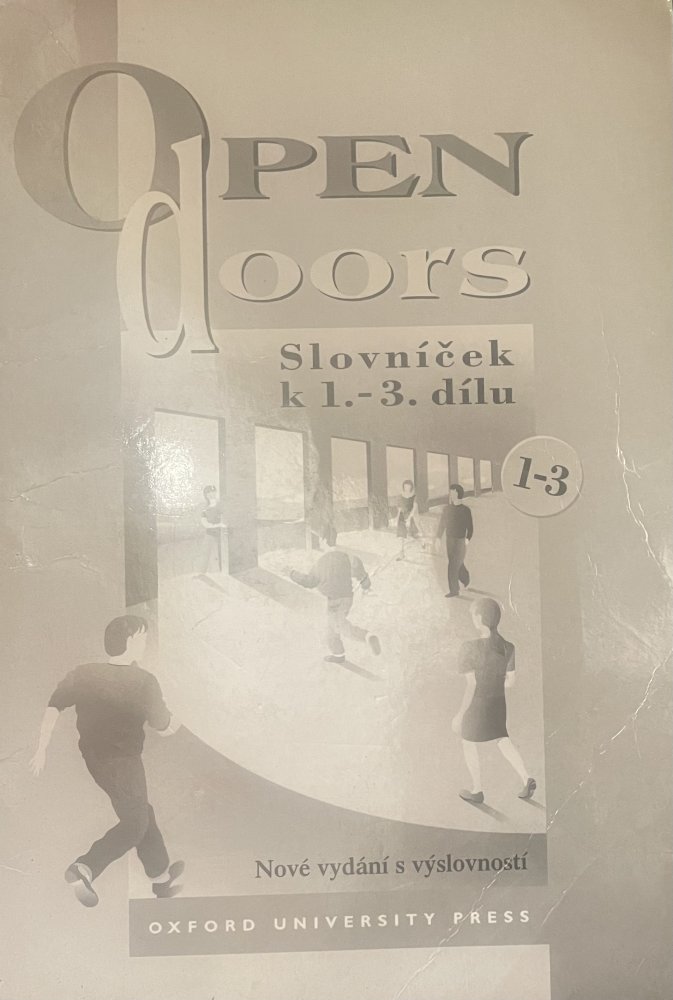 OPEN
doors
Slovníček
k 1.-3. dílu
1-3
Nové vydání s výslovností
OXFORD UNIVERSITY PRESS